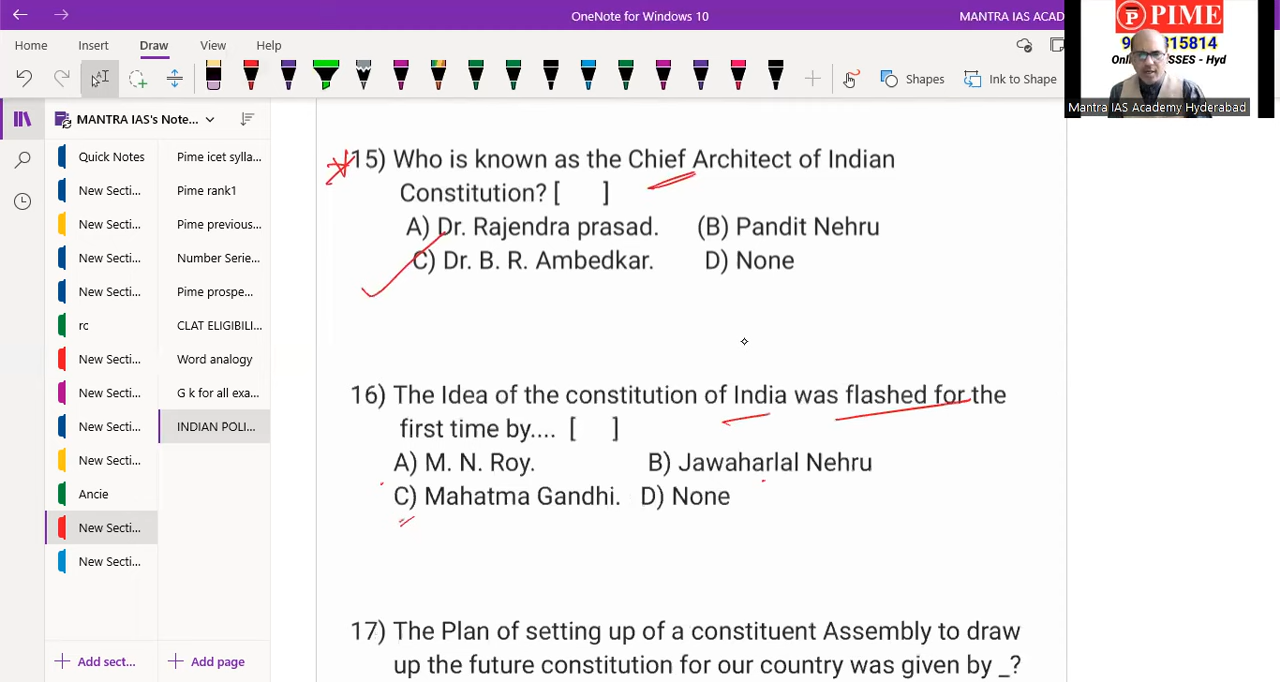 OneNote for Windows 10
MANTRA IAS ACAD
Home Insert Draw View Help
Shapes Ink to Shape
PIME
315814
Mantra IAS Academy Hyderabad
MANTRA IAS's Note...
Quick Notes Pime icet sylla...
New Secti... Pime rank1
New Secti... Pime previous...
New Secti... Number Serie...
New Secti... Pime prospe...
rc CLAT ELIGIBILI...
New Secti... Word analogy
New Secti... G k for all exa...
New Secti... INDIAN POLI...
New Secti...
Ancie
New Secti...
New Secti...
Add sect... Add page
15) Who is known as the Chief Architect of Indian
Constitution? [ ]
A) Dr. Rajendra prasad. (B) Pandit Nehru
C) Dr. B. R. Ambedkar. D) None
16) The Idea of the constitution of India was flashed for the
first time by.... [ ]
A) M. N. Roy. B) Jawaharlal Nehru
C) Mahatma Gandhi. D) None
17) The Plan of setting up of a constituent Assembly to draw
up the future constitution for our country was given by _?